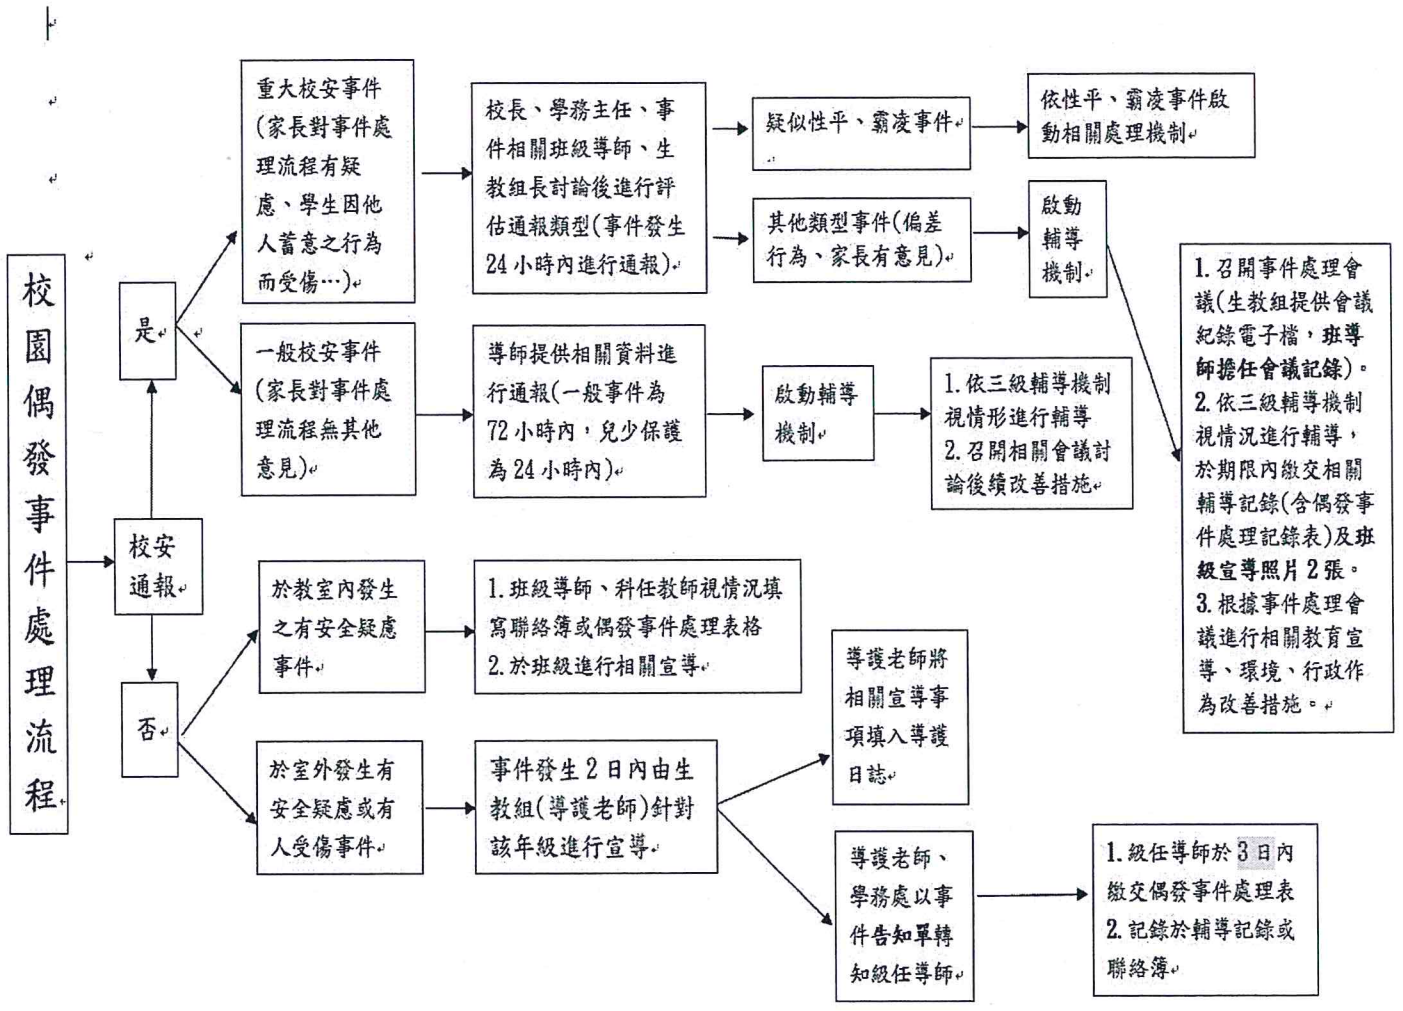 校園偶發事件處理流程
校安
通報
是
重大校安事件
(家長對事件處
理流程有疑
慮、學生因他
人蓄意之行為
而受傷…)
校長、學務主任、事
件相關班級導師、生
教組長討論後進行評
估通報類型(事件發生
24小時內進行通報)
疑似性平、霸凌事件
依性平、霸凌事件啟
動相關處理機制
其他類型事件(偏差
行為、家長有意見)
啟動
輔導
機制
1.召開事件處理會
議(生教組提供會議
紀錄電子檔，班導
師擔任會議記錄)。
2.依三級輔導機制
視情況進行輔導，
於期限內繳交相關
輔導記錄(含偶發事
件處理記錄表)及班
級宣導照片2張。
3.根據事件處理會
議進行相關教育宣
導、環境、行政作
為改善措施。
一般校安事件
(家長對事件處
理流程無其他
意見)
導師提供相關資料進
行通報(一般事件為
72小時內，兒少保護
為24小時內)
啟動輔導
機制
1.依三級輔導機制
視情形進行輔導
2.召開相關會議討
論後續改善措施
否
於教室內發生
之有安全疑慮
事件
1.班級導師、科任教師視情況填
寫聯絡簿或偶發事件處理表格
2.於班級進行相關宣導
於室外發生有
安全疑慮或有
人受傷事件
事件發生2日內由生
教組(導護老師)針對
該年級進行宣導
導護老師將
相關宣導事
項填入導護
日誌
導護老師、
學務處以事
件告知單轉
知級任導師
1.級任導師於3日內
繳交偶發事件處理表
2.記錄於輔導記錄或
聯絡簿